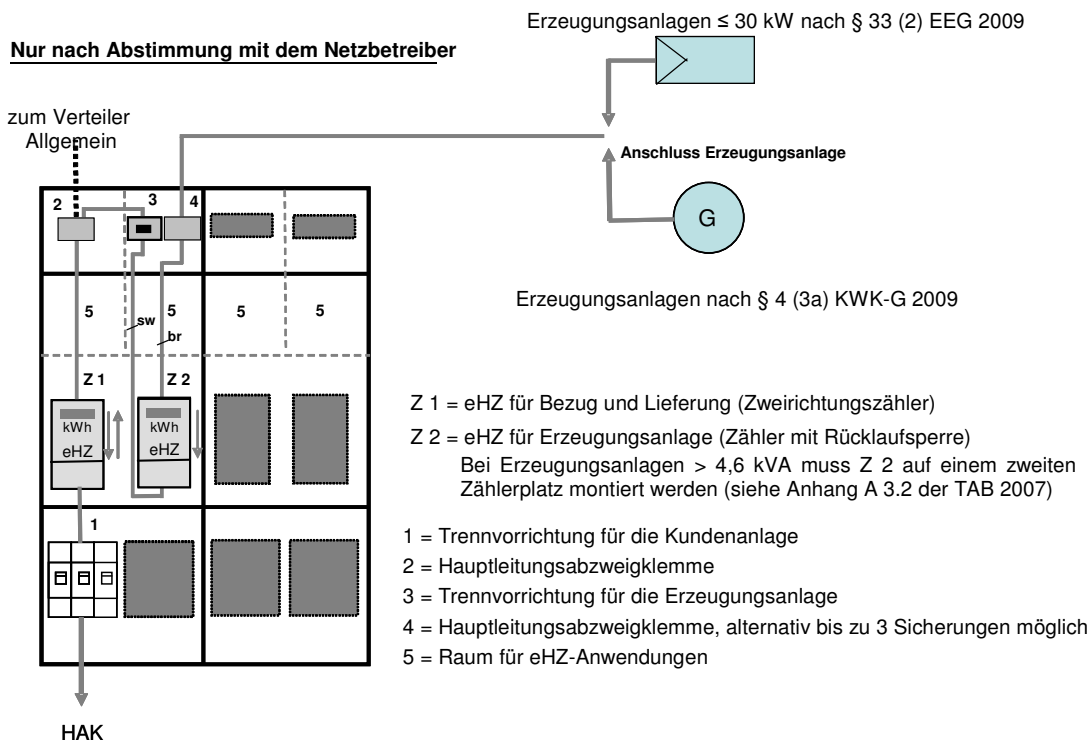 Erzeugungsanlagen ≤ 30 kW nach § 33 (2) EEG 2009
Nur nach Abstimmung mit dem Netzbetreiber
zum Verteiler
Allgemein
Anschluss Erzeugungsanlage
2
3
4
G
Erzeugungsanlagen nach § 4 (3a) KWK-G 2009
5
sw
5
br
5
5
Z 1
Z 2
kWh
eHZ
kWh
eHZ
Z 1 = eHZ für Bezug und Lieferung (Zweirichtungszähler)
Z 2 = eHZ für Erzeugungsanlage (Zähler mit Rücklaufsperre)
Bei Erzeugungsanlagen > 4,6 kVA muss Z 2 auf einem zweiten
Zählerplatz montiert werden (siehe Anhang A 3.2 der TAB 2007)
1
1 = Trennvorrichtung für die Kundenanlage
2 = Hauptleitungsabzweigklemme
3 = Trennvorrichtung für die Erzeugungsanlage
4 = Hauptleitungsabzweigklemme, alternativ bis zu 3 Sicherungen möglich
5 = Raum für eHZ-Anwendungen
HAK